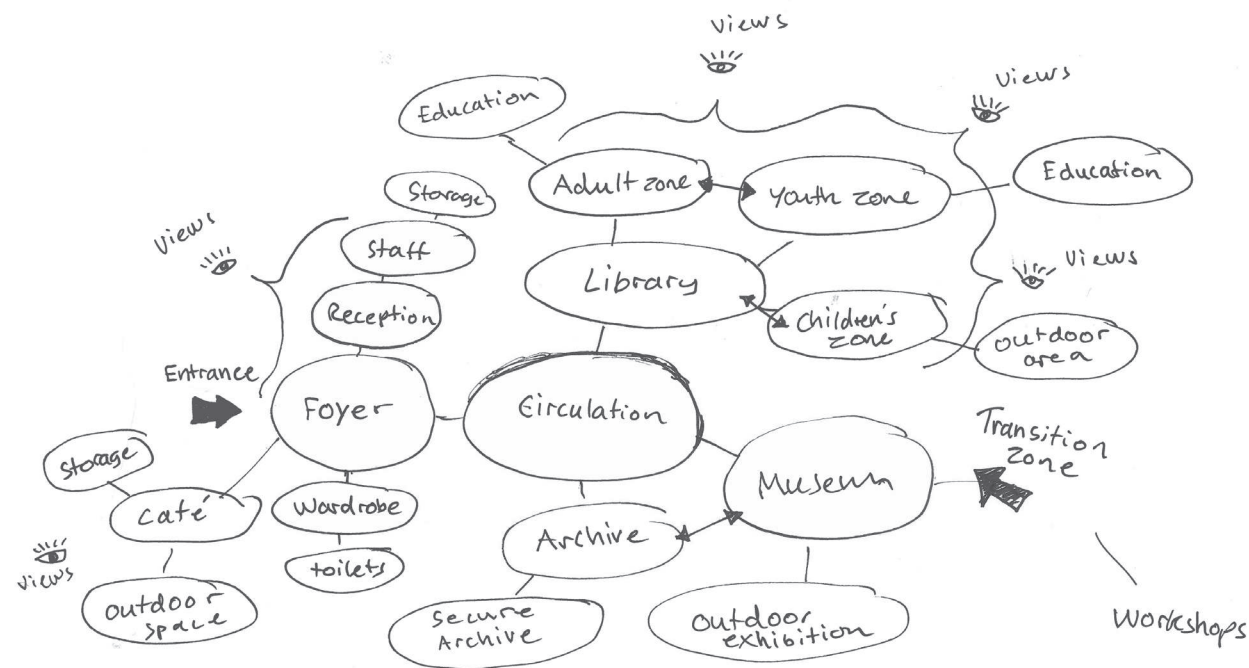 Views
Views
Education
Adult zone
Youth zone
Education
Storage
Views
Staff
Library
Views
Reception
Children's
zone
outdoor
area
Entrance
Foyer
Circulation
Transition
zone
Storage
Museum
Café
Wardrobe
Archive
Views
toilets
outdoor
space
Secure
Archive
outdoor
exhibition
Workshops